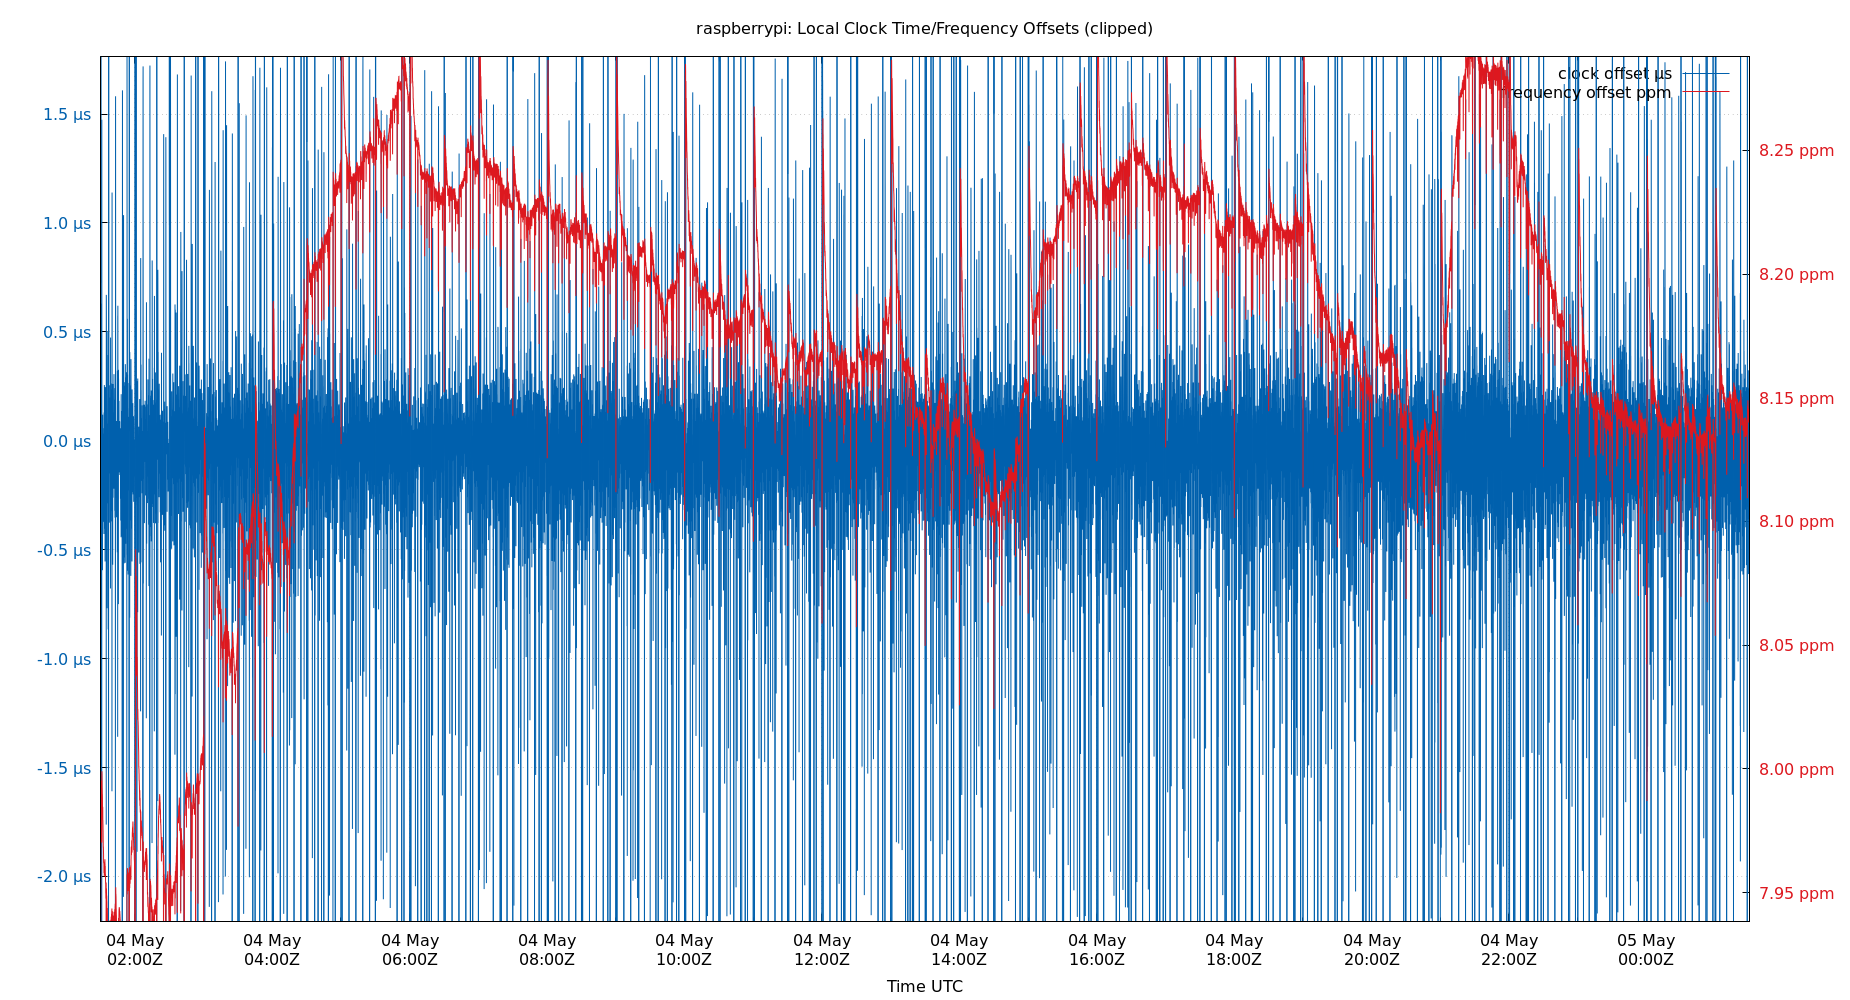 raspberrypi: Local Clock Time/Frequency Offsets (clipped)
clock offset µs
frequency offset ppm
1.5 µs
1.0 µs
0.5 µs
0.0 µs
-0.5 µs
-1.0 µs
-1.5 µs
-2.0 µs
8.25 ppm
8.20 ppm
8.15 ppm
8.10 ppm
8.05 ppm
8.00 ppm
7.95 ppm
04 May 04 May 04 May 04 May 04 May 04 May 04 May 04 May 04 May 04 May 04 May 05 May
02:00Z 04:00Z 06:00Z 08:00Z 10:00Z 12:00Z 14:00Z 16:00Z 18:00Z 20:00Z 22:00Z 00:00Z
Time UTC